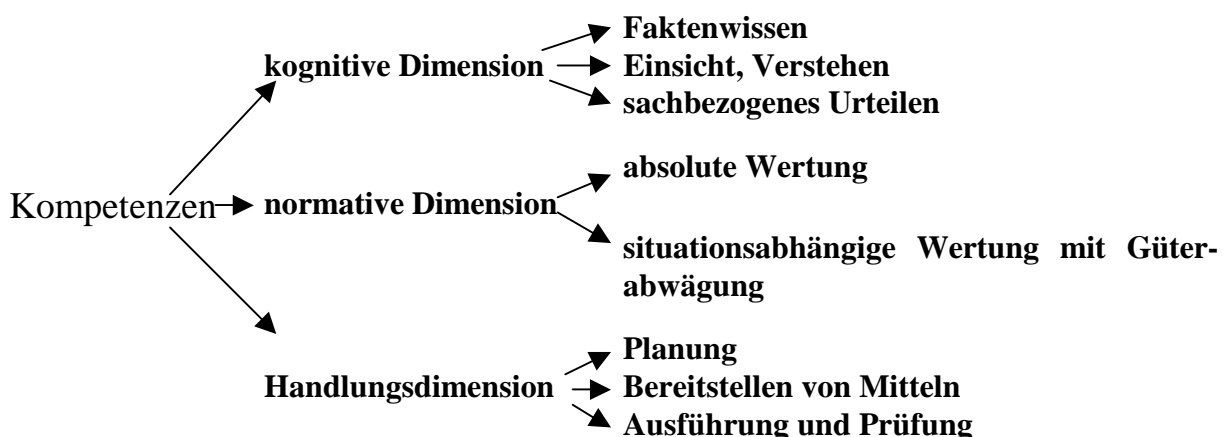 Faktenwissen
kognitive Dimension
Einsicht, Verstehen
sachbezogenes Urteilen
absolute Wertung
Kompetenzen
normative Dimension
situationsabhängige Wertung mit Güter-
abwägung
Planung
Handlungsdimension
Bereitstellen von Mitteln
Ausführung und Prüfung